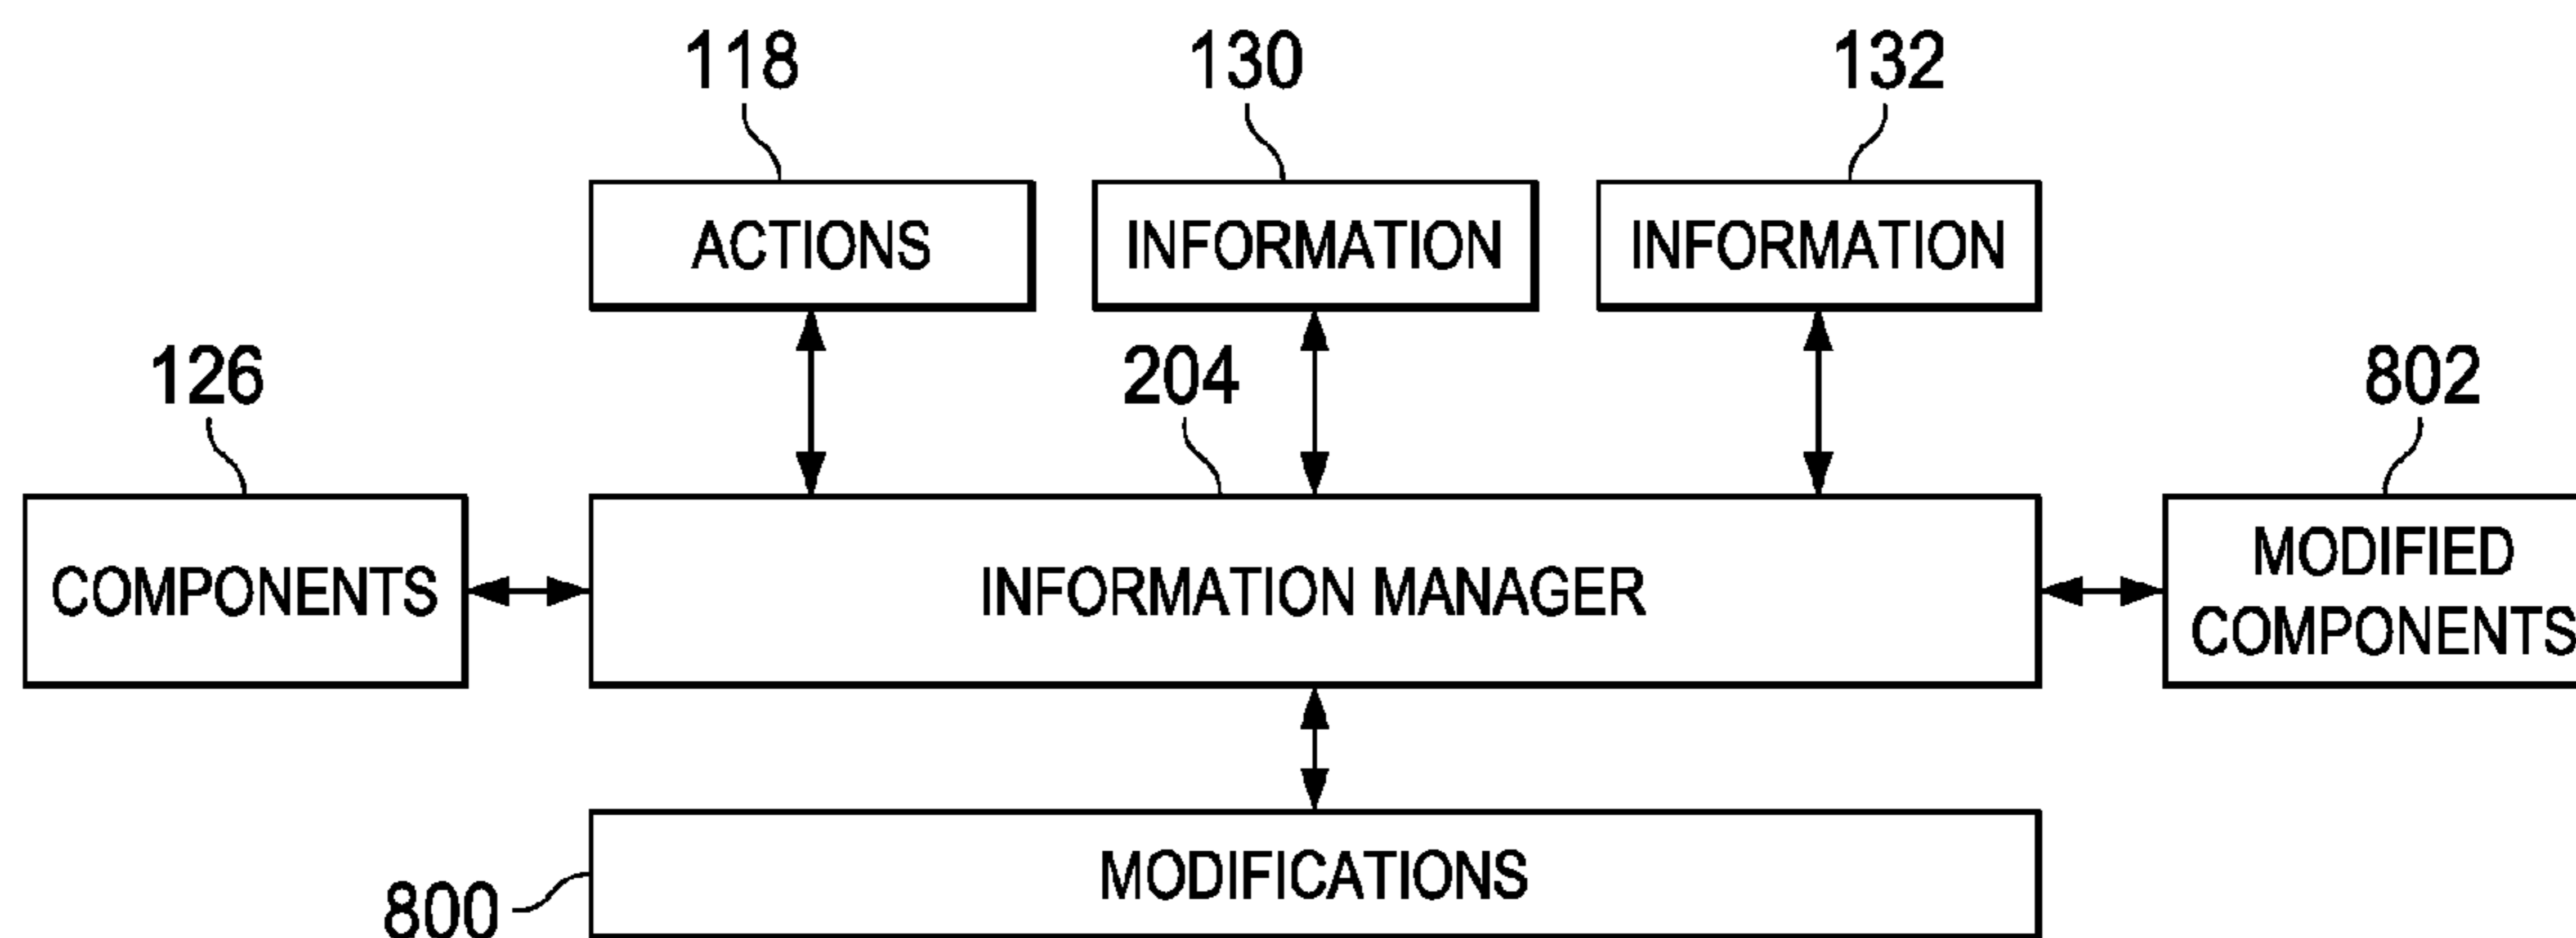 118
130
132
ACTIONS
INFORMATION
INFORMATION
126
204
802
COMPONENTS
INFORMATION MANAGER
MODIFIED
COMPONENTS
800
MODIFICATIONS